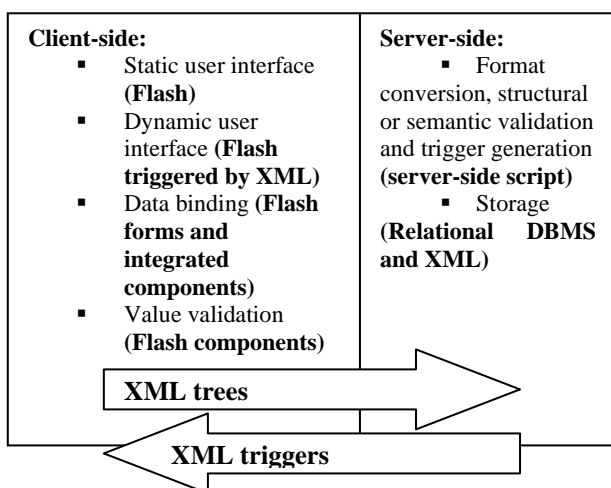 Client-side:
▪ Static user interface
(Flash)
▪ Dynamic user
interface (Flash
triggered by XML)
▪ Data binding (Flash
forms and
integrated
components)
▪ Value validation
(Flash components)
Server-side:
▪ Format
conversion, structural
or semantic validation
and trigger generation
(server-side script)
▪ Storage
(Relational DBMS
and XML)
XML trees
XML triggers